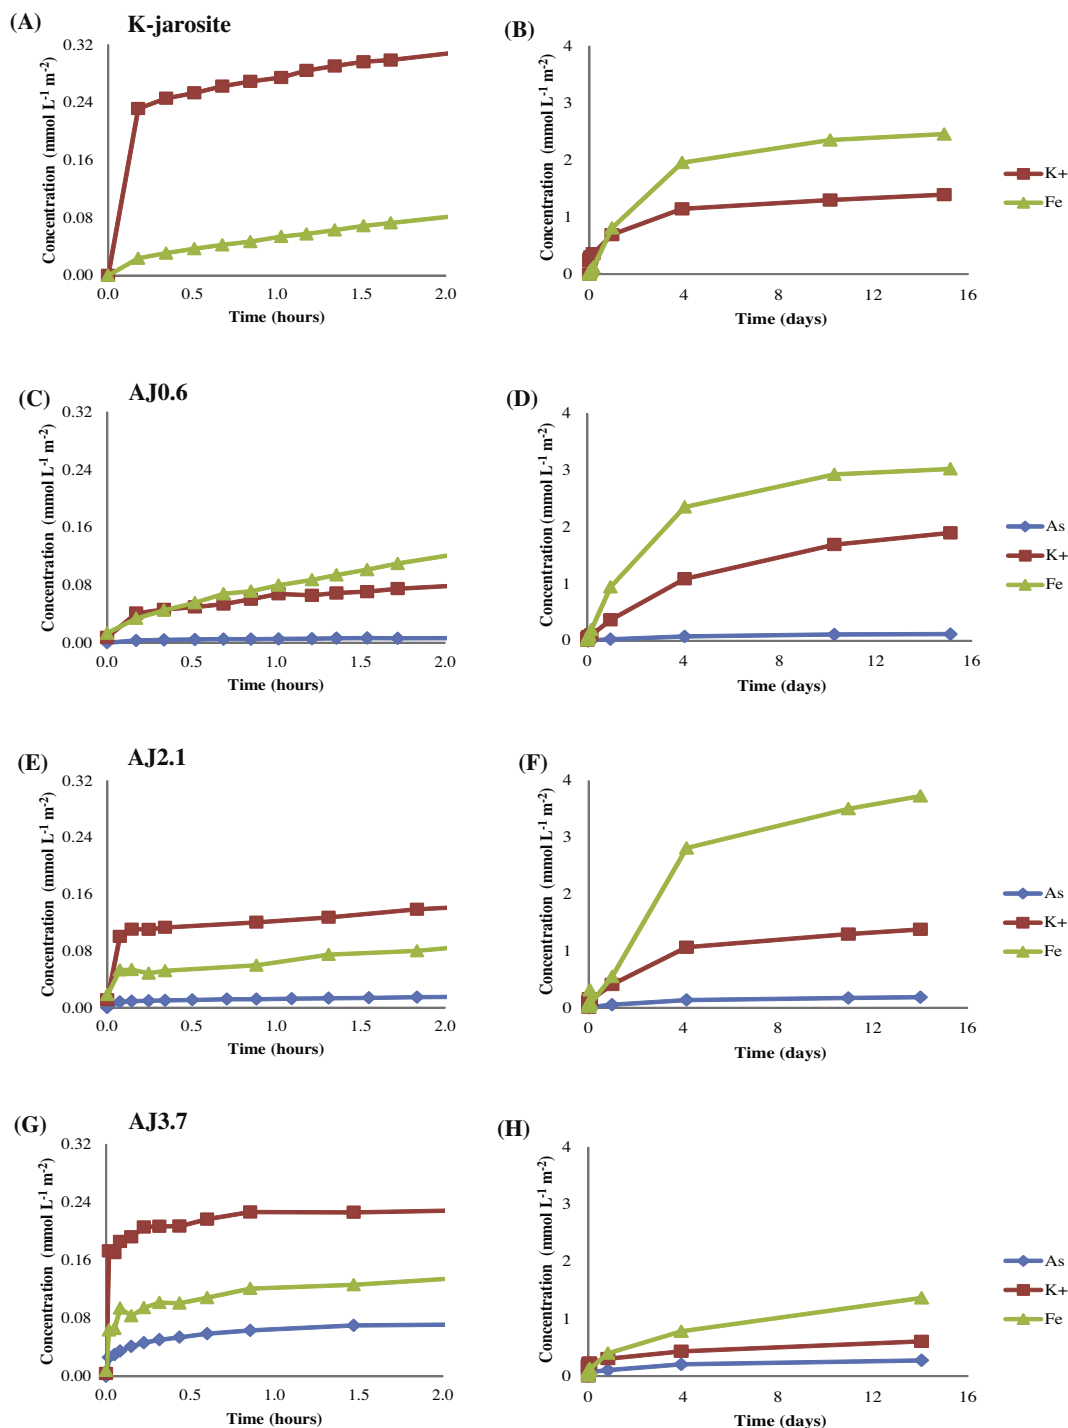 (A)
K-jarosite
Concentration (mmol L-1 m-2)
0.32
0.24
0.16
0.08
0.00
0.0 0.5 1.0 1.5 2.0
Time (hours)
(B)
Concentration (mmol L-1 m-2)
4
3
2
1
0
0 4 8 12 16
Time (days)
K+
Fe
(C)
AJ0.6
Concentration (mmol L-1 m-2)
0.32
0.24
0.16
0.08
0.00
0.0 0.5 1.0 1.5 2.0
Time (hours)
(D)
Concentration (mmol L-1 m-2)
4
3
2
1
0
0 4 8 12 16
Time (days)
As
K+
Fe
(E)
AJ2.1
Concentration (mmol L-1 m-2)
0.32
0.24
0.16
0.08
0.00
0.0 0.5 1.0 1.5 2.0
Time (hours)
(F)
Concentration (mmol L-1 m-2)
4
3
2
1
0
0 4 8 12 16
Time (days)
As
K+
Fe
(G)
AJ3.7
Concentration (mmol L-1 m-2)
0.32
0.24
0.16
0.08
0.00
0.0 0.5 1.0 1.5 2.0
Time (hours)
(H)
Concentration (mmol L-1 m-2)
4
3
2
1
0
0 4 8 12 16
Time (days)
As
K+
Fe